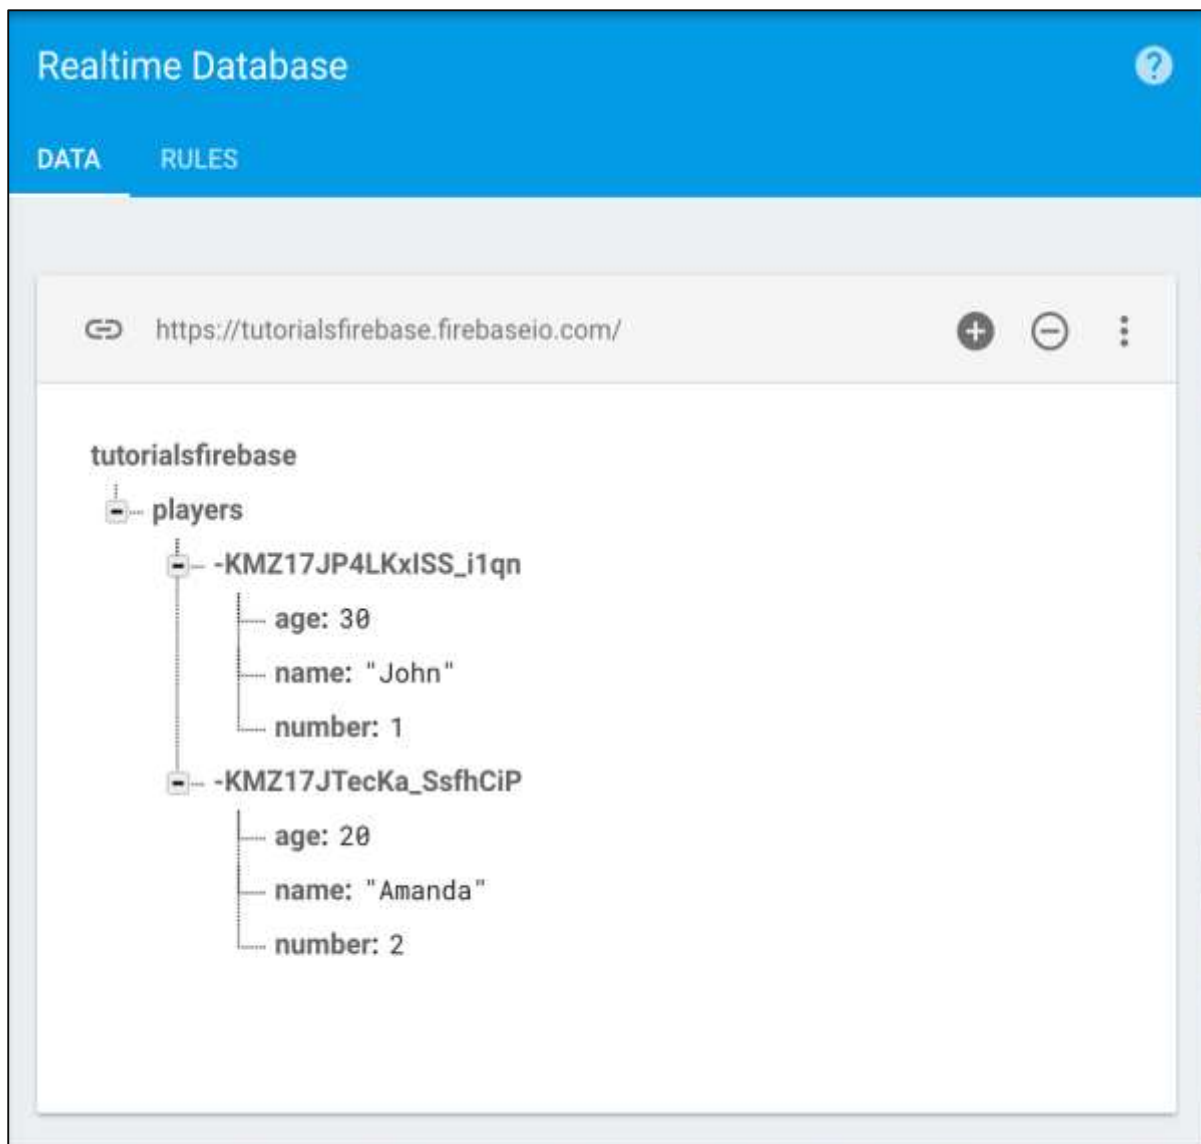 Realtime Database
DATA RULES
https://tutorialsfirebase.firebaseio.com/
tutorialsfirebase
players
-KMZ17JP4LKxISS_i1qn
age: 30
name: "John"
number: 1
-KMZ17JTecKa_SsfhCiP
age: 20
name: "Amanda"
number: 2